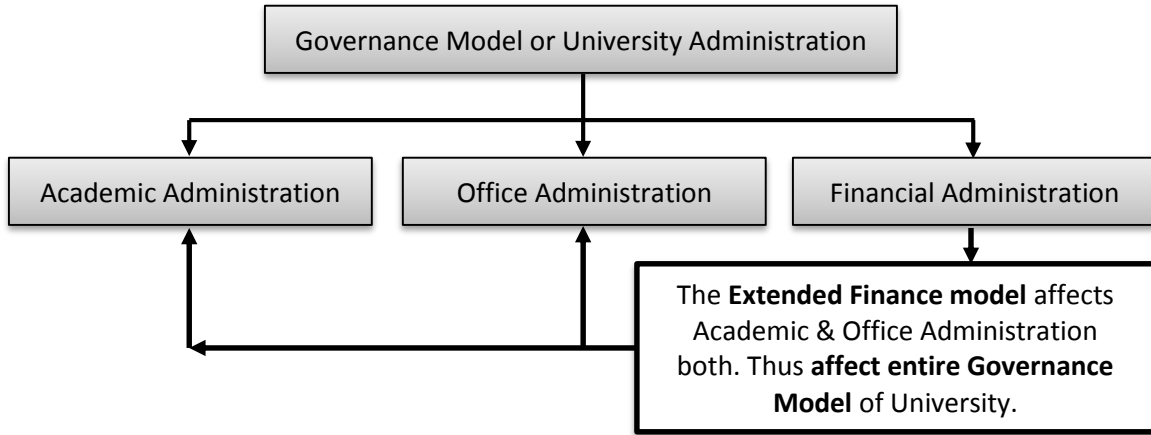 Governance Model or University Administration
Academic Administration
Office Administration
Financial Administration
The Extended Finance model affects
Academic & Office Administration
both. Thus affect entire Governance
Model of University.